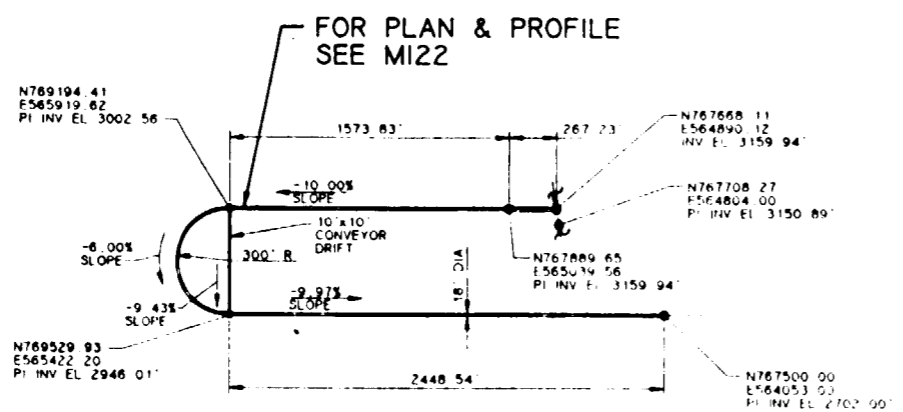 FOR PLAN & PROFILE
SEE M122
N769194.41
E565919.62
PI INV EL 3002.56
1573.83'
267.23'
N767668.11
E564890.12
INV EL 3159.94'
-10.00%
SLOPE
N767708.27
E564804.00
PI INV EL 3150.89'
10'x10'
CONVEYOR
DRIFT
-6.00%
SLOPE
300' R
N767889.65
E565039.56
PI INV EL 3159.94'
18' DIA
-9.97%
SLOPE
-9.43%
SLOPE
N769529.93
E565422.20
PI INV EL 2946.01'
2448.54'
N767500.00
PI INV EL 2702.00'